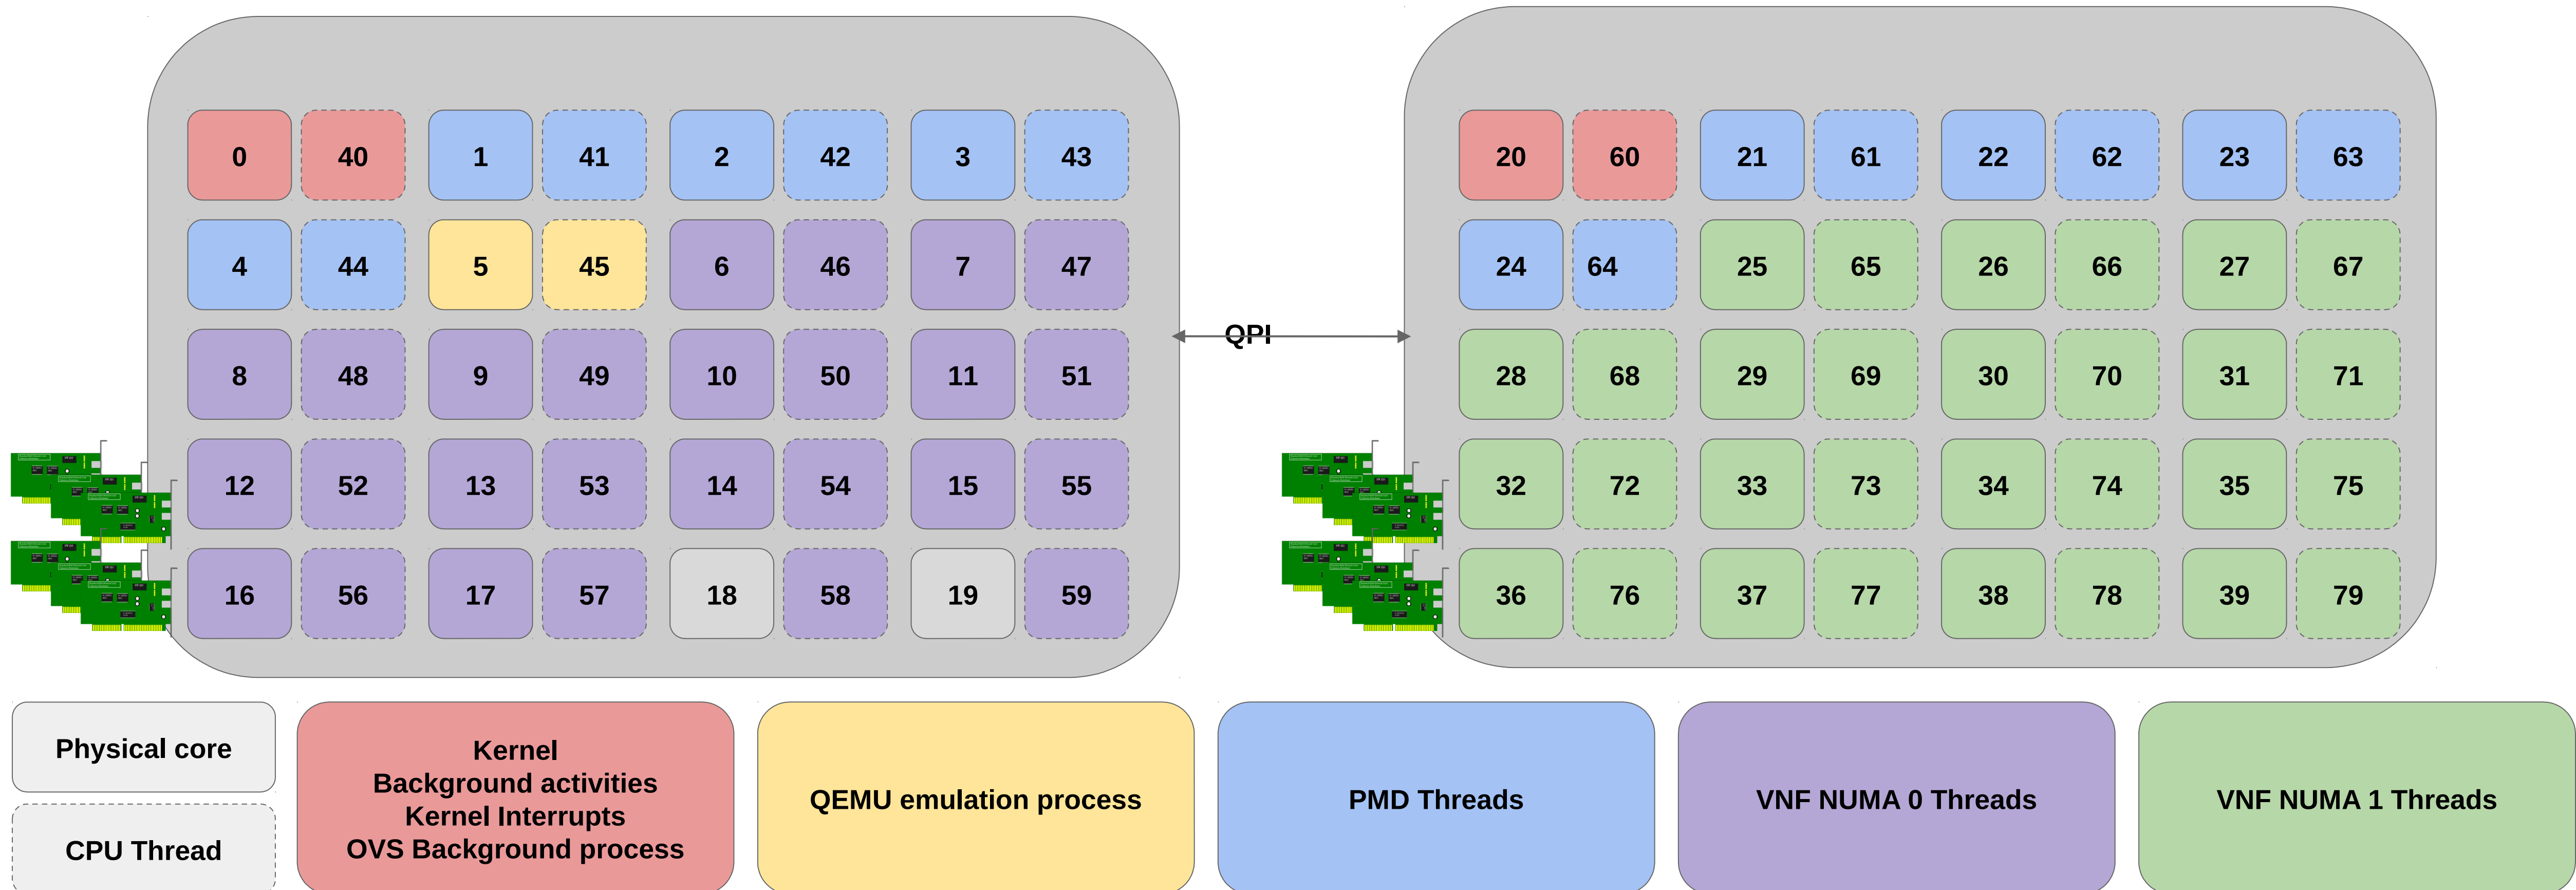 0 40 1 41 2 42 3 43
4 44 5 45 6 46 7 47
8 48 9 49 10 50 11 51
12 52 13 53 14 54 15 55
16 56 17 57 18 58 19 59
QPI
20 60 21 61 22 62 23 63
24 64 25 65 26 66 27 67
28 68 29 69 30 70 31 71
32 72 33 73 34 74 35 75
36 76 37 77 38 78 39 79
Physical core
CPU Thread
Kernel
Background activities
Kernel Interrupts
OVS Background process
QEMU emulation process
PMD Threads
VNF NUMA 0 Threads
VNF NUMA 1 Threads